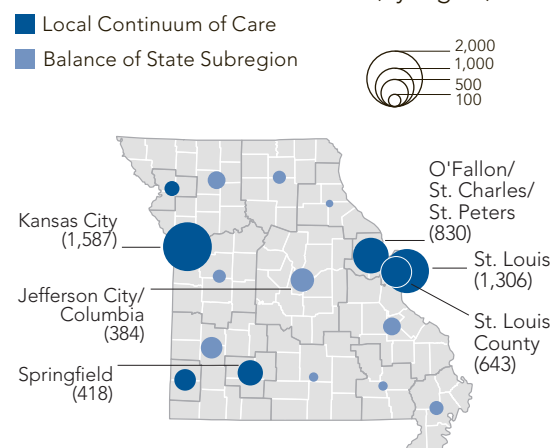 Local Continuum of Care
Balance of State Subregion
2,000
1,000
500
100
O'Fallon/
St. Charles/
St. Peters
(830)
Kansas City
(1,587)
St. Louis
(1,306)
Jefferson City/
Columbia
(384)
St. Louis
County
(643)
Springfield
(418)